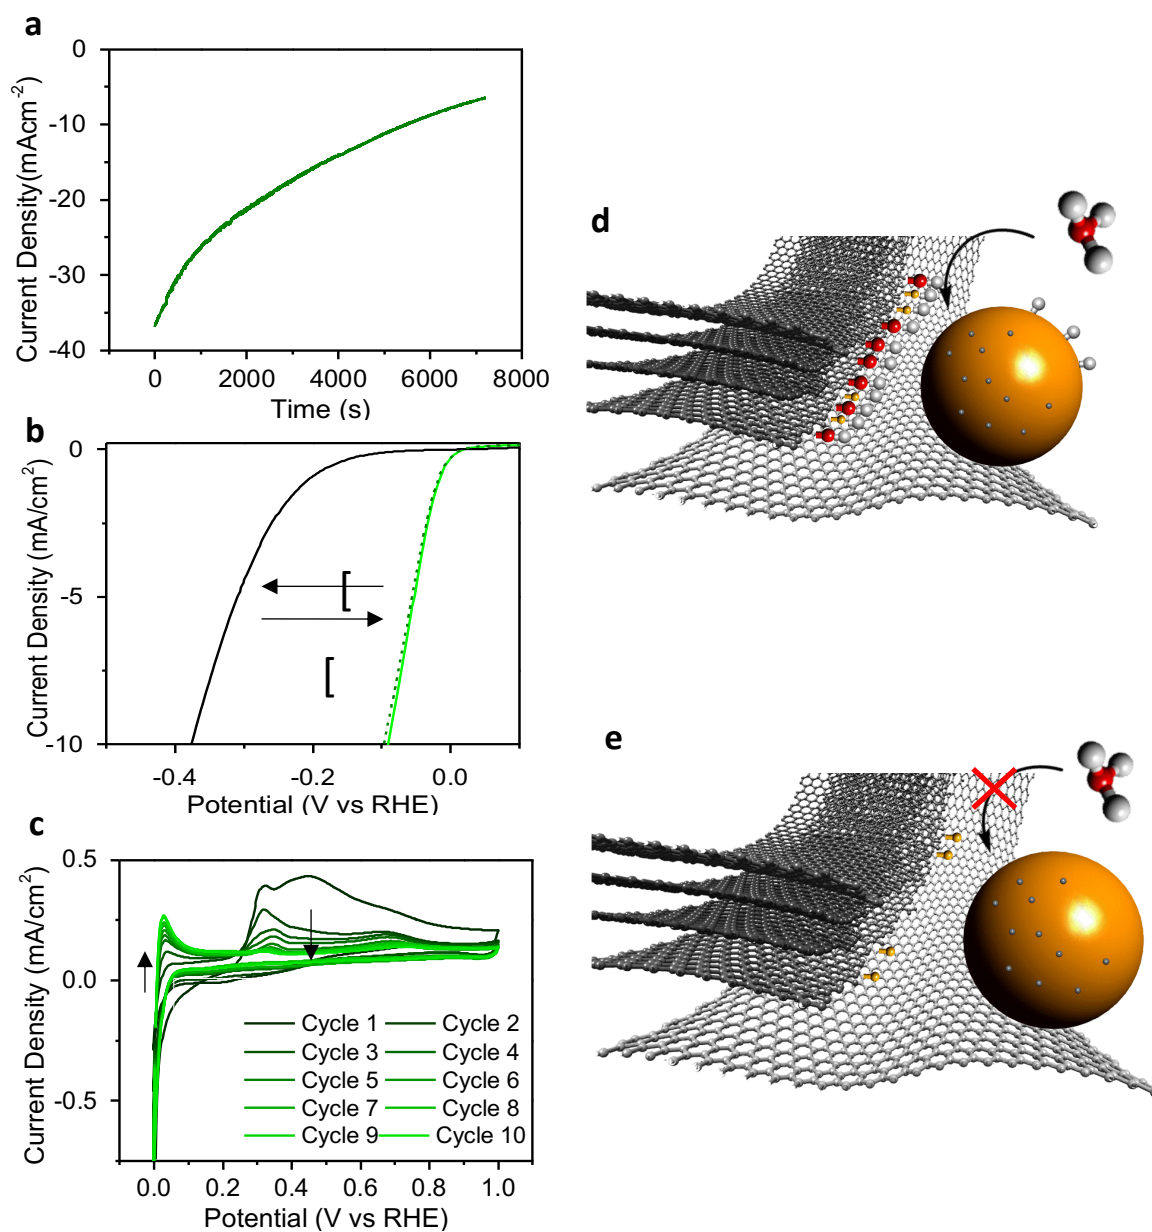 a
0
-10
-20
-30
-40
Current Density(mAcm-2)
0 2000 4000 6000 8000
Time (s)
b
0
-5
-10
Current Density (mA/cm2)
[
[
-0.4 -0.2 0.0
Potential (V vs RHE)
c
0.5
0.0
-0.5
Current Density (mA/cm2)
Cycle 1 Cycle 2
Cycle 3 Cycle 4
Cycle 5 Cycle 6
Cycle 7 Cycle 8
Cycle 9 Cycle 10
0.0 0.2 0.4 0.6 0.8 1.0
Potential (V vs RHE)
d
e